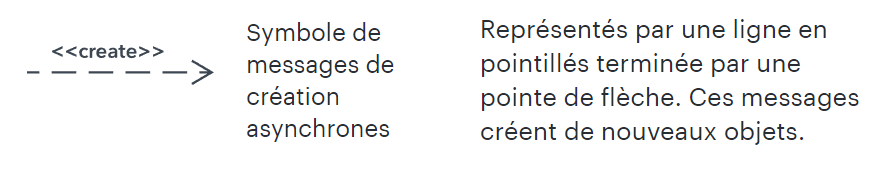 <<create>>
Symbole de
messages de
création
asynchrones
Représentés par une ligne en
pointillés terminée par une
pointe de flèche. Ces messages
créent de nouveaux objets.